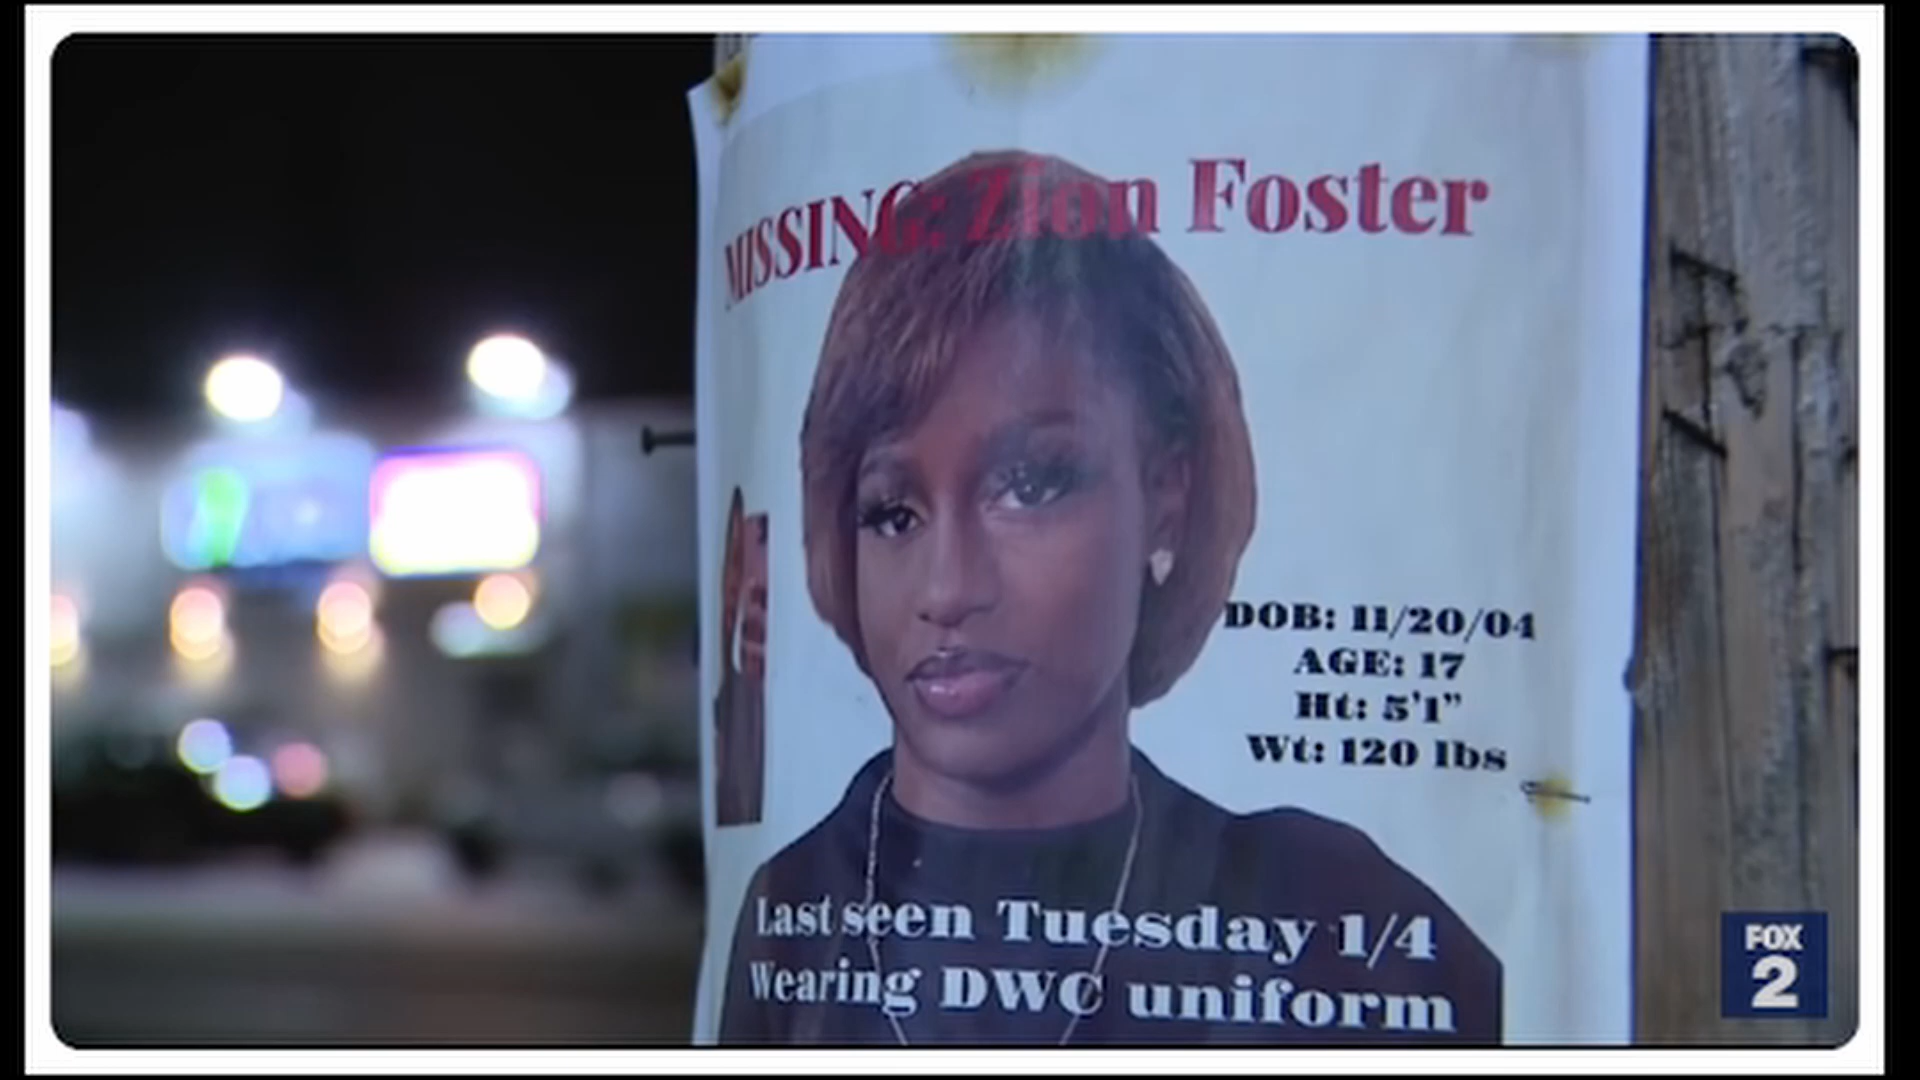 MISSING: Zion Foster
DOB: 11/20/04
AGE: 17
Ht: 5'1"
Wt: 120 lbs
Last seen Tuesday 1/4
Wearing DWC uniform
FOX
2